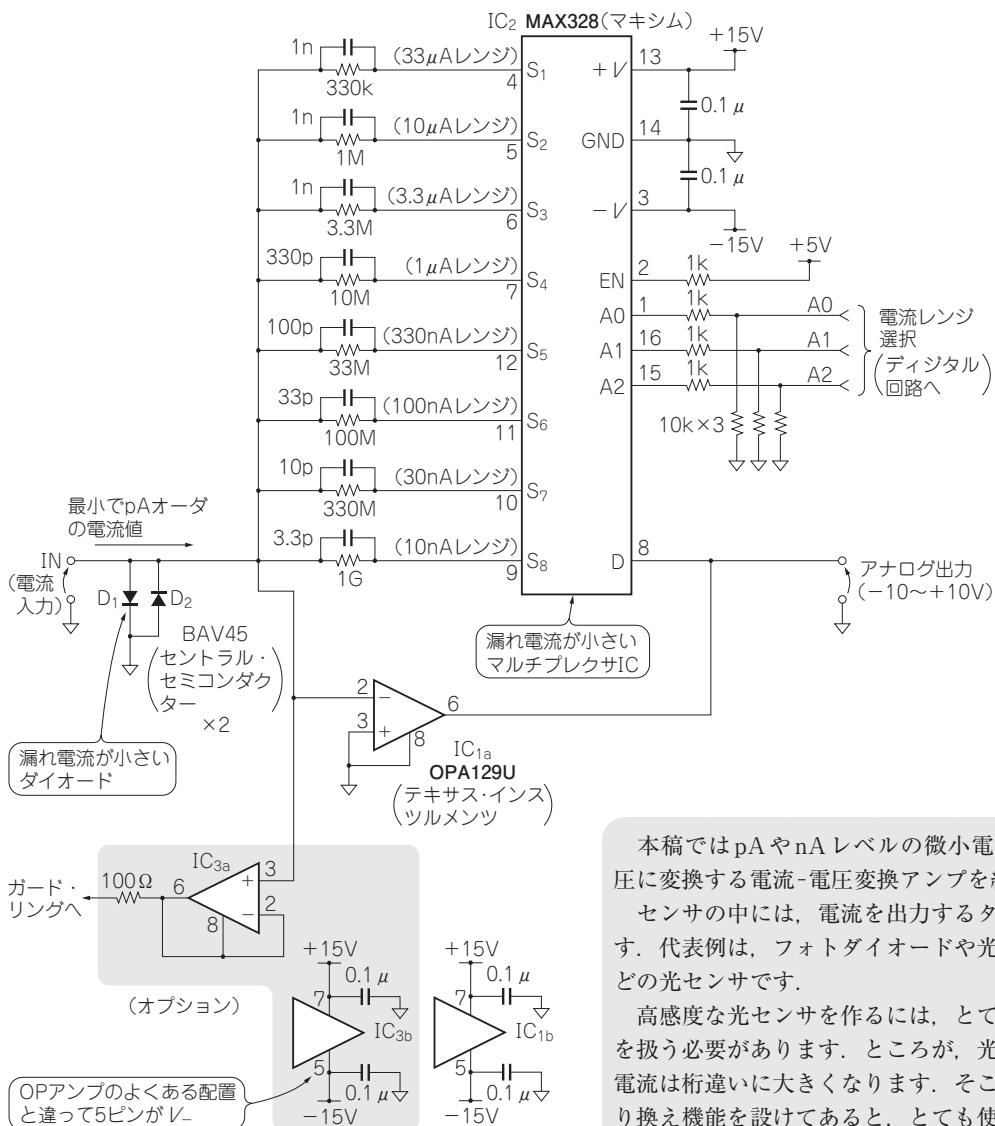 IC2 MAX328(マキシム)
+15V
1n
(33μAレンジ)
330k
4
S1
+V
13
0.1μ
1n
(10μAレンジ)
1M
5
S2
GND
14
0.1μ
1n
(3.3μAレンジ)
3.3M
6
S3
−V
3
−15V
+5V
330p
(1μAレンジ)
10M
7
S4
EN
2
1k
A0
1
1k
A0
100p
(330nAレンジ)
33M
12
S5
A1
16
1k
A1
A2
15
1k
A2
電流レンジ
選択
(ディジタル
回路へ)
10k×3
33p
(100nAレンジ)
100M
11
S6
10p
(30nAレンジ)
330M
10
S7
3.3p
(10nAレンジ)
1G
9
S8
D
8
最小でpAオーダ
の電流値
IN
(電流
入力)
D1
D2
BAV45
(セントラル・
セミコンダク
ター)
×2
漏れ電流が小さい
ダイオード
漏れ電流が小さい
マルチプレクサIC
アナログ出力
(−10〜+10V)
2
−
3
+
6
8
IC1a
OPA129U
(テキサス・インス
ツルメンツ)
ガード・
リングへ
100Ω
6
IC3a
+
3
−
2
8
(オプション)
+15V
0.1μ
7
IC3b
5
0.1μ
−15V
+15V
0.1μ
7
IC1b
5
0.1μ
−15V
OPアンプのよくある配置
と違って5ピンがV−
本稿ではpAやnAレベルの微小電
圧に変換する電流-電圧変換アンプを
センサの中には，電流を出力するタ
す．代表例は，フォトダイオードや光
どの光センサです．
高感度な光センサを作るには，とて
を扱う必要があります．ところが，光
電流は桁違いに大きくなります．そこ
り換え機能を設けてあると，とても使